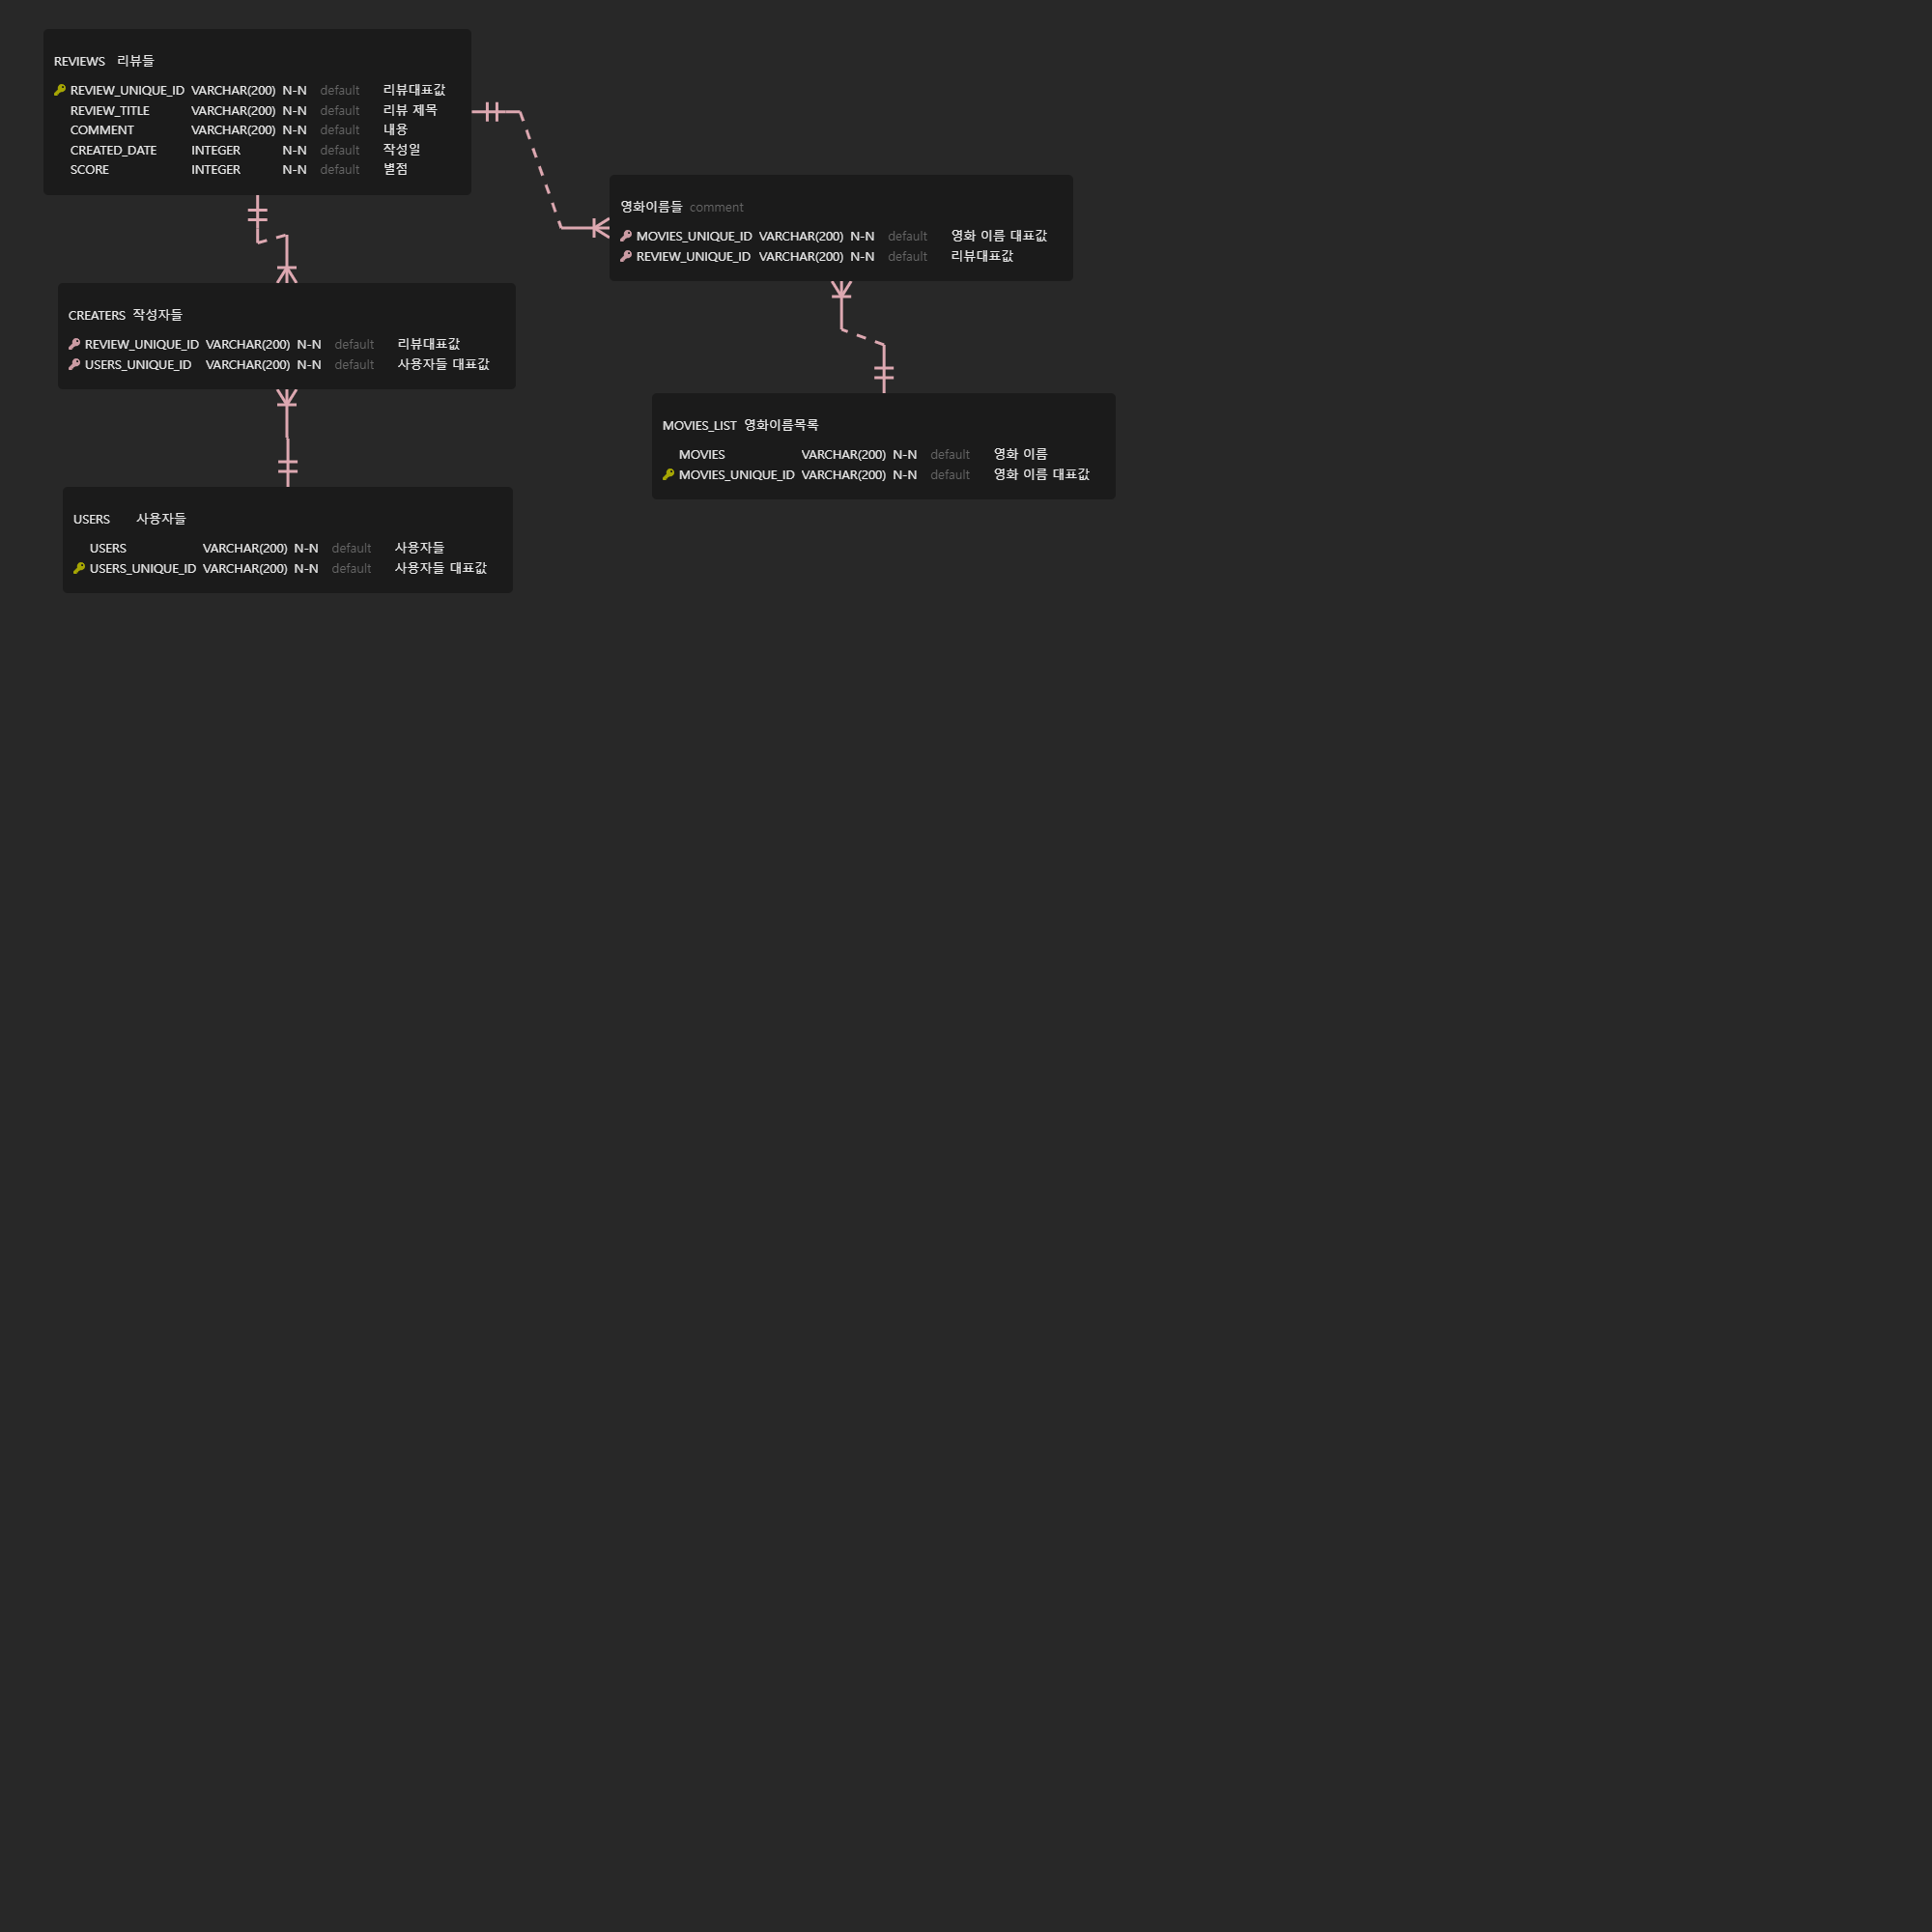 REVIEWS 리뷰들
REVIEW_UNIQUE_ID VARCHAR(200) N-N default 리뷰대표값
REVIEW_TITLE VARCHAR(200) N-N default 리뷰 제목
COMMENT VARCHAR(200) N-N default 내용
CREATED_DATE INTEGER N-N default 작성일
SCORE INTEGER N-N default 별점
영화이름들 comment
MOVIES_UNIQUE_ID VARCHAR(200) N-N default 영화 이름 대표값
REVIEW_UNIQUE_ID VARCHAR(200) N-N default 리뷰대표값
CREATERS 작성자들
REVIEW_UNIQUE_ID VARCHAR(200) N-N default 리뷰대표값
USERS_UNIQUE_ID VARCHAR(200) N-N default 사용자들 대표값
MOVIES_LIST 영화이름목록
MOVIES VARCHAR(200) N-N default 영화 이름
MOVIES_UNIQUE_ID VARCHAR(200) N-N default 영화 이름 대표값
USERS 사용자들
USERS VARCHAR(200) N-N default 사용자들
USERS_UNIQUE_ID VARCHAR(200) N-N default 사용자들 대표값